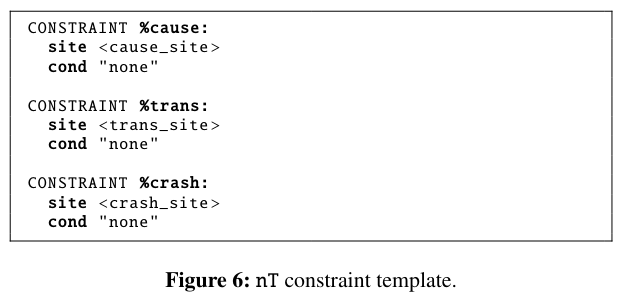 CONSTRAINT %cause:
site <cause_site>
cond "none"
CONSTRAINT %trans:
site <trans_site>
cond "none"
CONSTRAINT %crash:
site <crash_site>
cond "none"
Figure 6: nT constraint template.